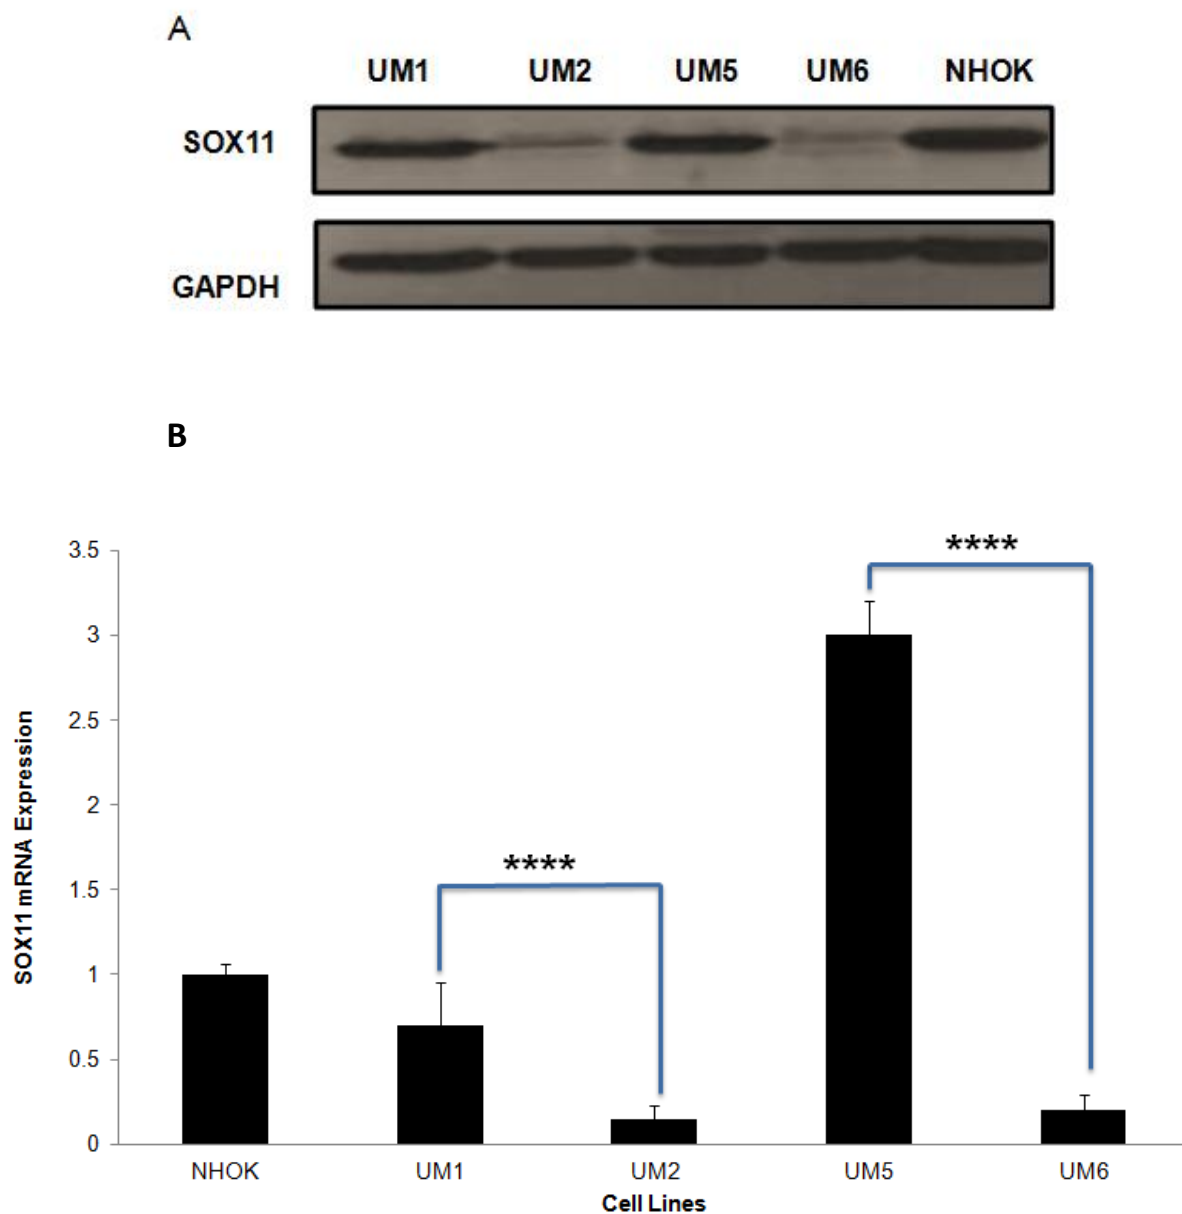 A
UM1 UM2 UM5 UM6 NHOK
SOX11
GAPDH
B
****
****
SOX11 mRNA Expression
3.5
3
2.5
2
1.5
1
0.5
0
NHOK UM1 UM2 UM5 UM6
Cell Lines